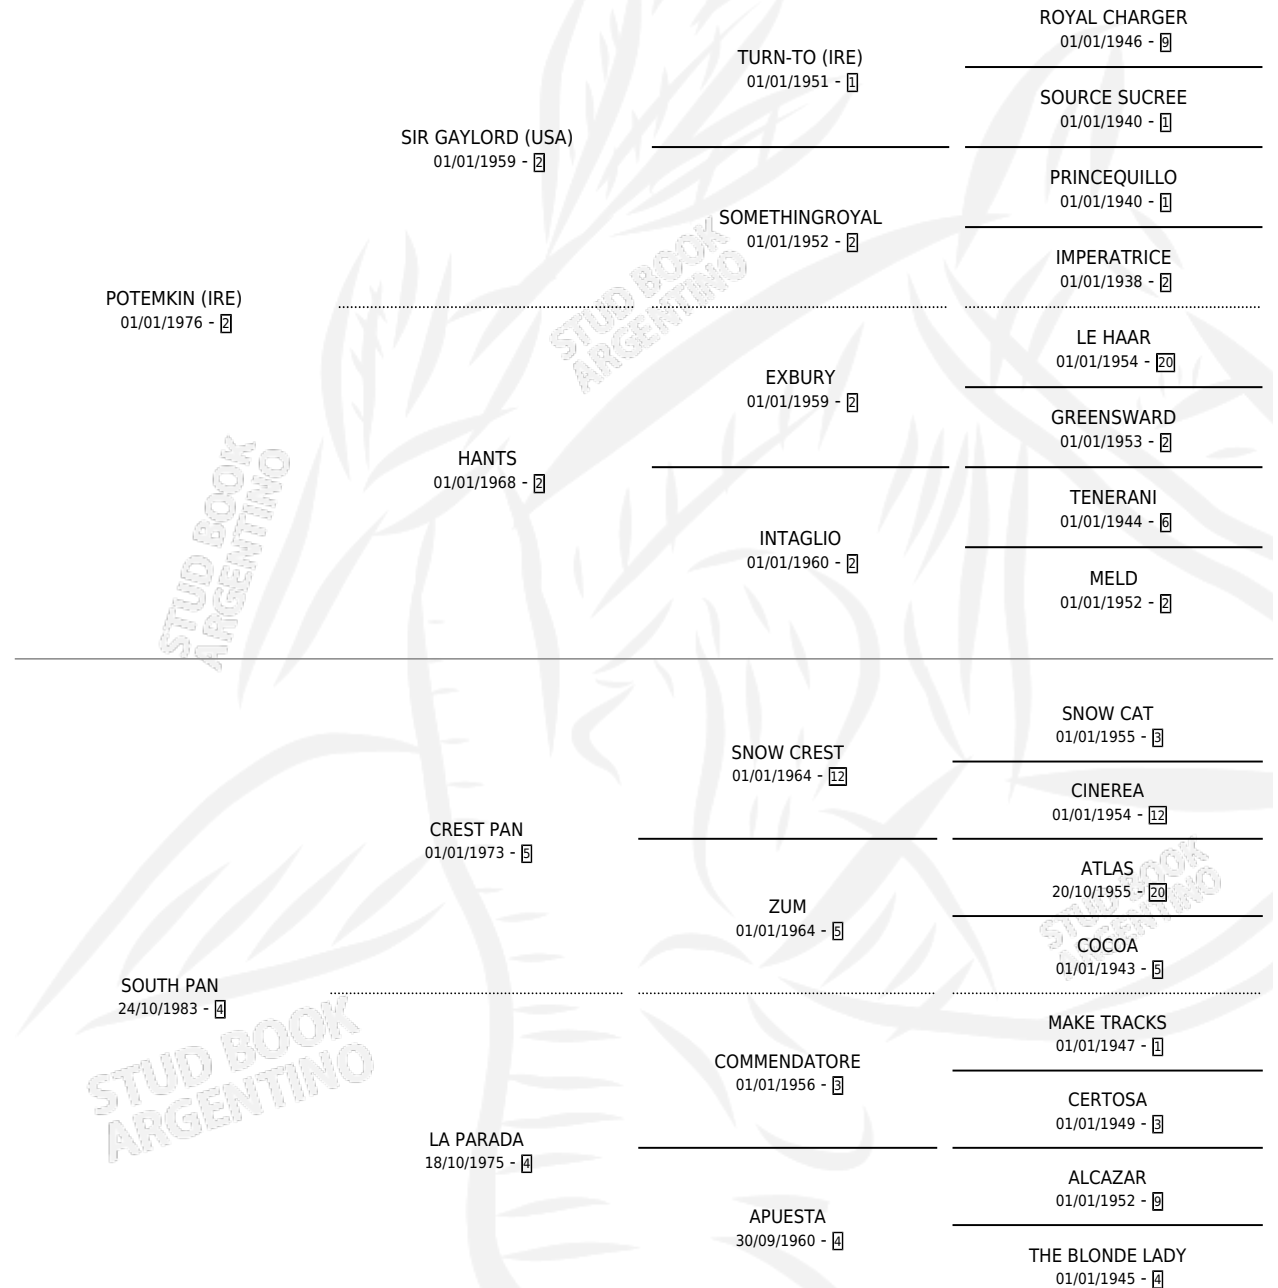 ROYAL CHARGER
01/01/1946 - 9
TURN-TO (IRE)
01/01/1951 - 1
SOURCE SUCREE
01/01/1940 - 1
SIR GAYLORD (USA)
01/01/1959 - 2
PRINCEQUILLO
01/01/1940 - 1
SOMETHINGROYAL
01/01/1952 - 2
IMPERATRICE
01/01/1938 - 2
POTEMKIN (IRE)
01/01/1976 - 2
STUD BOOK
ARGENTINO
LE HAAR
01/01/1954 - 20
EXBURY
01/01/1959 - 2
GREENSWARD
01/01/1953 - 2
HANTS
01/01/1968 - 2
TENERANI
01/01/1944 - 6
INTAGLIO
01/01/1960 - 2
MELD
01/01/1952 - 2
STUD BOOK
ARGENTINO
SNOW CAT
01/01/1955 - 3
SNOW CREST
01/01/1964 - 12
CINEREA
01/01/1954 - 12
CREST PAN
01/01/1973 - 5
ATLAS
20/10/1955 - 20
ZUM
01/01/1964 - 5
STUD BOOK
ARGENTINO
COCOA
01/01/1943 - 5
SOUTH PAN
24/10/1983 - 4
STUD BOOK
ARGENTINO
MAKE TRACKS
01/01/1947 - 1
COMMENDATORE
01/01/1956 - 3
CERTOSA
01/01/1949 - 3
LA PARADA
18/10/1975 - 4
ALCAZAR
01/01/1952 - 9
APUESTA
30/09/1960 - 4
THE BLONDE LADY
01/01/1945 - 4